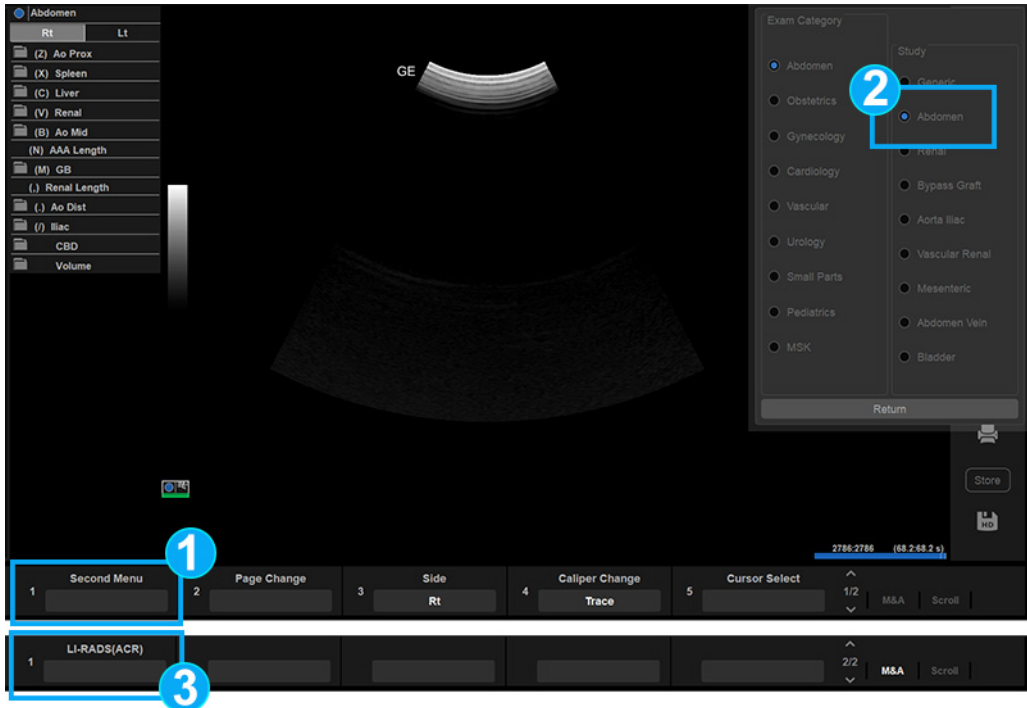 Abdomen
Rt Lt
(Z) Ao Prox
(X) Spleen
(C) Liver
(V) Renal
(B) Ao Mid
(N) AAA Length
(M) GB
(,) Renal Length
(.) Ao Dist
(/) Iliac
CBD
Volume
GE
Exam Category
Abdomen
Obstetrics
Gynecology
Cardiology
Vascular
Urology
Small Parts
Pediatrics
MSK
Study
Generic
2
Abdomen
Renal
Bypass Graft
Aorta Iliac
Vascular Renal
Mesenteric
Abdomen Vein
Bladder
Return
Store
HD
2786:2786 (68.2:68.2 s)
1
1 Second Menu
2 Page Change
3 Side
Rt
4 Caliper Change
Trace
5 Cursor Select
1/2
M&A Scroll
1 LI-RADS(ACR)
3
2/2
M&A Scroll